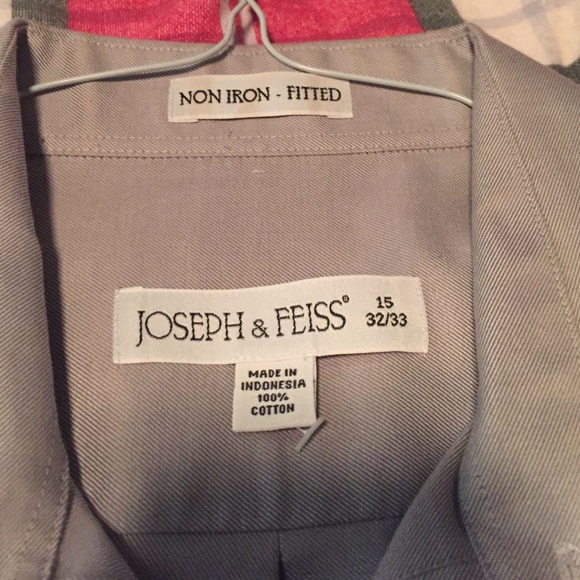 NON IRON - FITTED
JOSEPH & FEISS® 15
32/33
MADE IN
INDONESIA
100%
COTTON